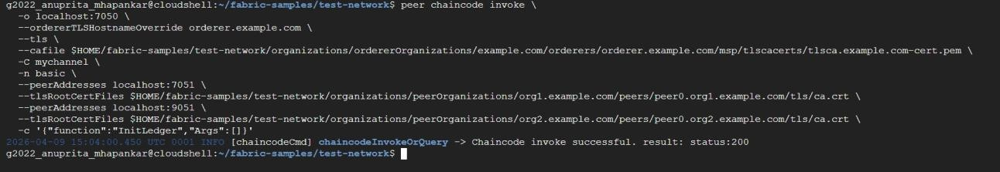 g2022_anuprita_mhapankar@cloudshell:~/fabric-samples/test-network$ peer chaincode invoke \
  -o localhost:7050 \
  --ordererTLSHostnameOverride orderer.example.com \
  --tls \
  --cafile $HOME/fabric-samples/test-network/organizations/ordererOrganizations/example.com/orderers/orderer.example.com/msp/tlscacerts/tlsca.example.com-cert.pem \
  -C mychannel \
  -n basic \
  --peerAddresses localhost:7051 \
  --tlsRootCertFiles $HOME/fabric-samples/test-network/organizations/peerOrganizations/org1.example.com/peers/peer0.org1.example.com/tls/ca.crt \
  --peerAddresses localhost:9051 \
  --tlsRootCertFiles $HOME/fabric-samples/test-network/organizations/peerOrganizations/org2.example.com/peers/peer0.org2.example.com/tls/ca.crt \
  -c '{"function":"InitLedger","Args":[]}'
2026-04-09 15:04:00.450 UTC 0001 INFO [chaincodeCmd] chaincodeInvokeOrQuery -> Chaincode invoke successful. result: status:200
g2022_anuprita_mhapankar@cloudshell:~/fabric-samples/test-network$